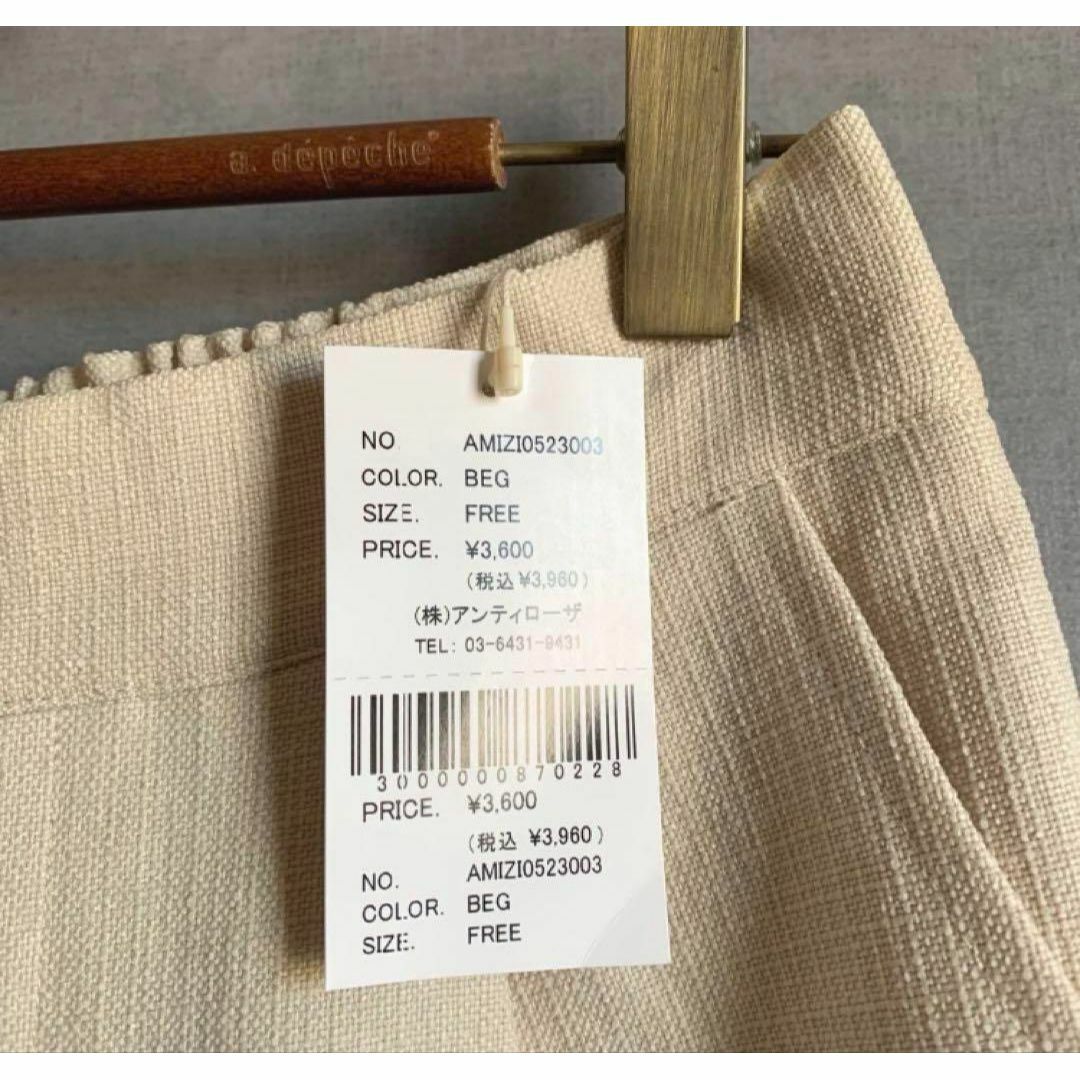 a. dépêche®
NO. AMIZI0523003
COLOR. BEG
SIZE. FREE
PRICE. ¥3,600
(税込 ¥3,960)
(株)アンティローザ
TEL: 03-6431-9431
3000000870228
PRICE. ¥3,600
(税込 ¥3,960)
NO. AMIZI0523003
COLOR. BEG
SIZE. FREE